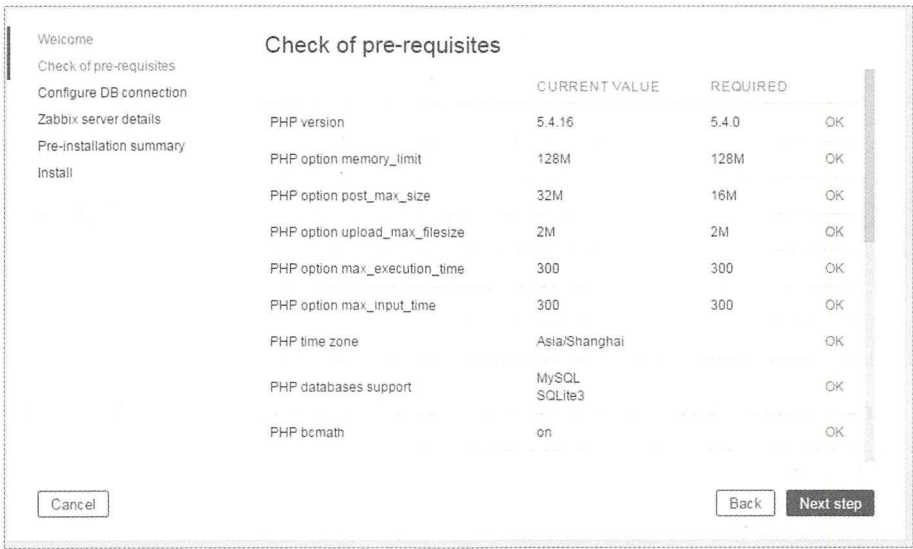 Welcome
Check of pre-requisites
Configure DB connection
Zabbix server details
Pre-installation summary
Install
Check of pre-requisites
CURRENT VALUE REQUIRED
PHP version 5.4.16 5.4.0 OK
PHP option memory_limit 128M 128M OK
PHP option post_max_size 32M 16M OK
PHP option upload_max_filesize 2M 2M OK
PHP option max_execution_time 300 300 OK
PHP option max_input_time 300 300 OK
PHP time zone Asia/Shanghai OK
PHP databases support MySQL
SQLite3 OK
PHP bcmath on OK
Cancel Back Next step